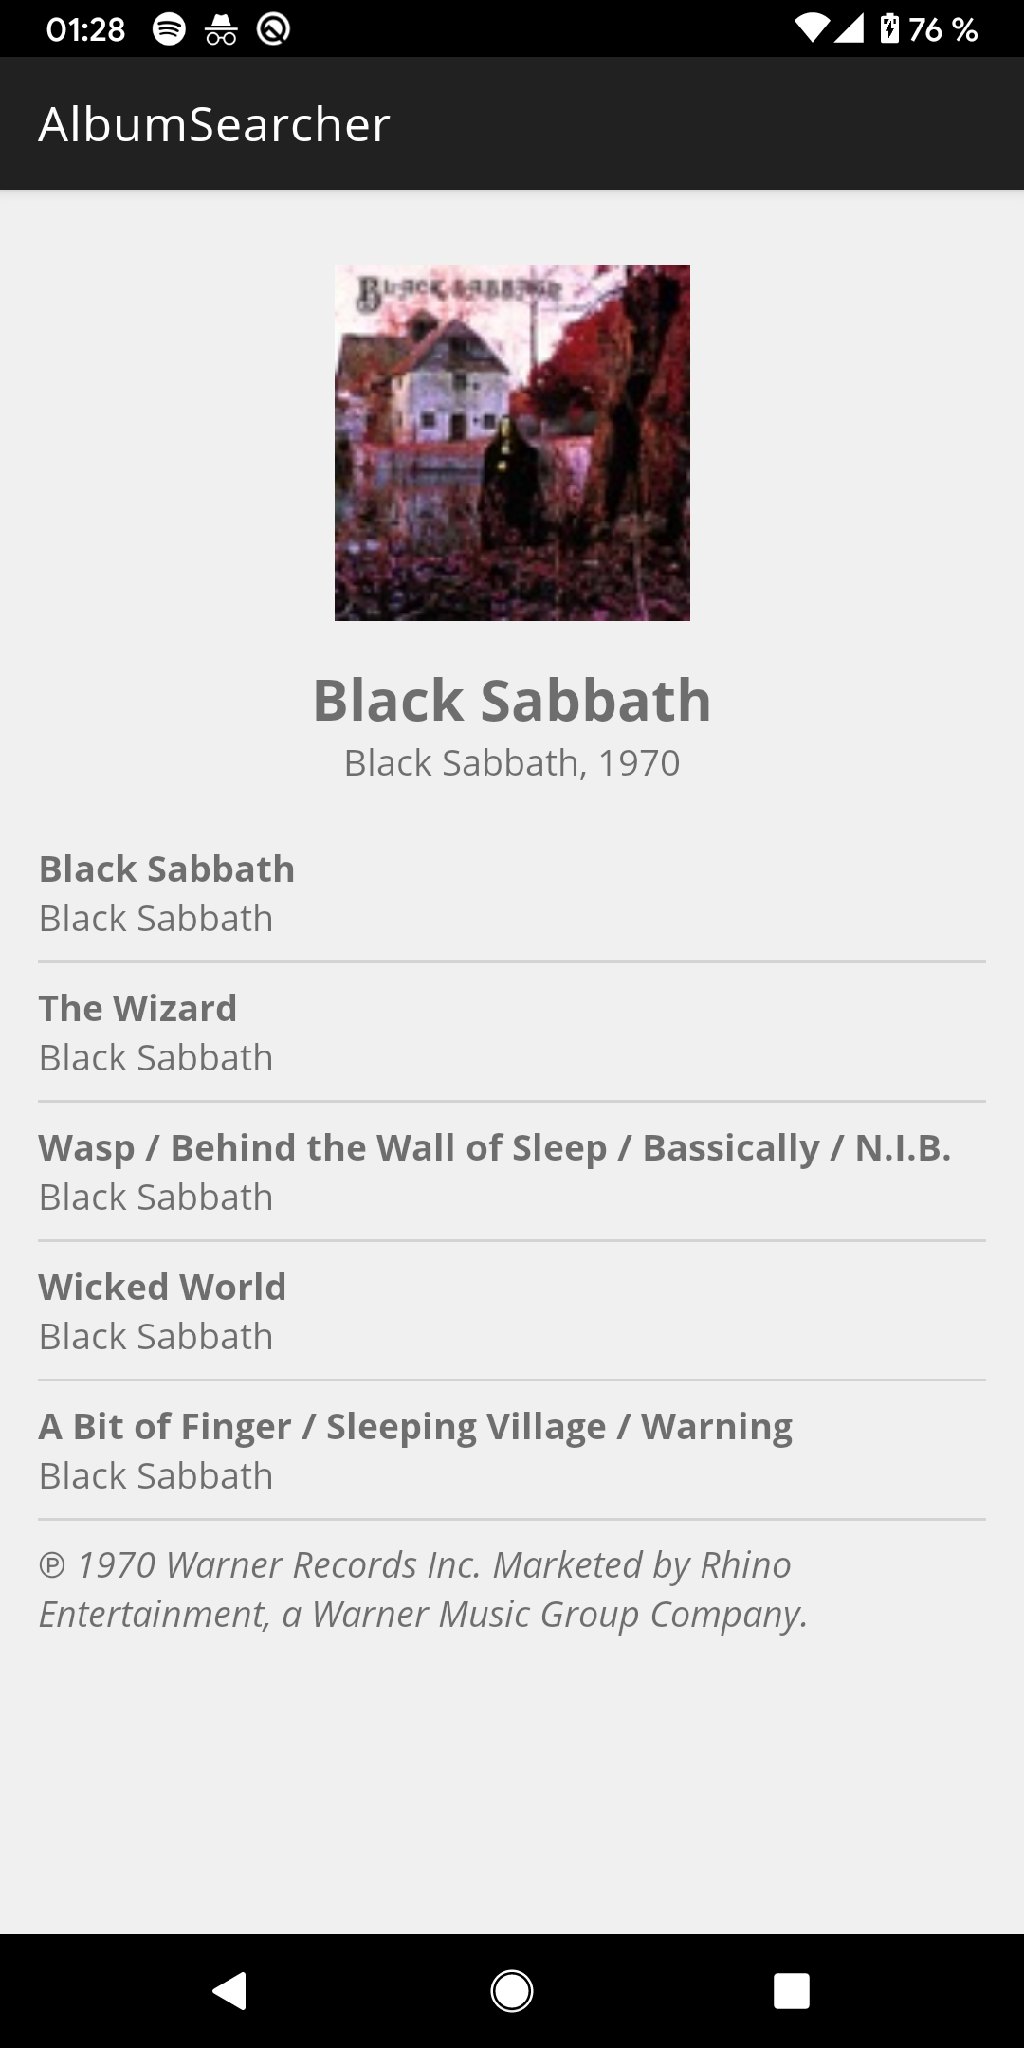 01:28 76 %
AlbumSearcher
BLACK SABBATH
Black Sabbath
Black Sabbath, 1970
Black Sabbath
Black Sabbath
The Wizard
Black Sabbath
Wasp / Behind the Wall of Sleep / Bassically / N.I.B.
Black Sabbath
Wicked World
Black Sabbath
A Bit of Finger / Sleeping Village / Warning
Black Sabbath
℗ 1970 Warner Records Inc. Marketed by Rhino
Entertainment, a Warner Music Group Company.